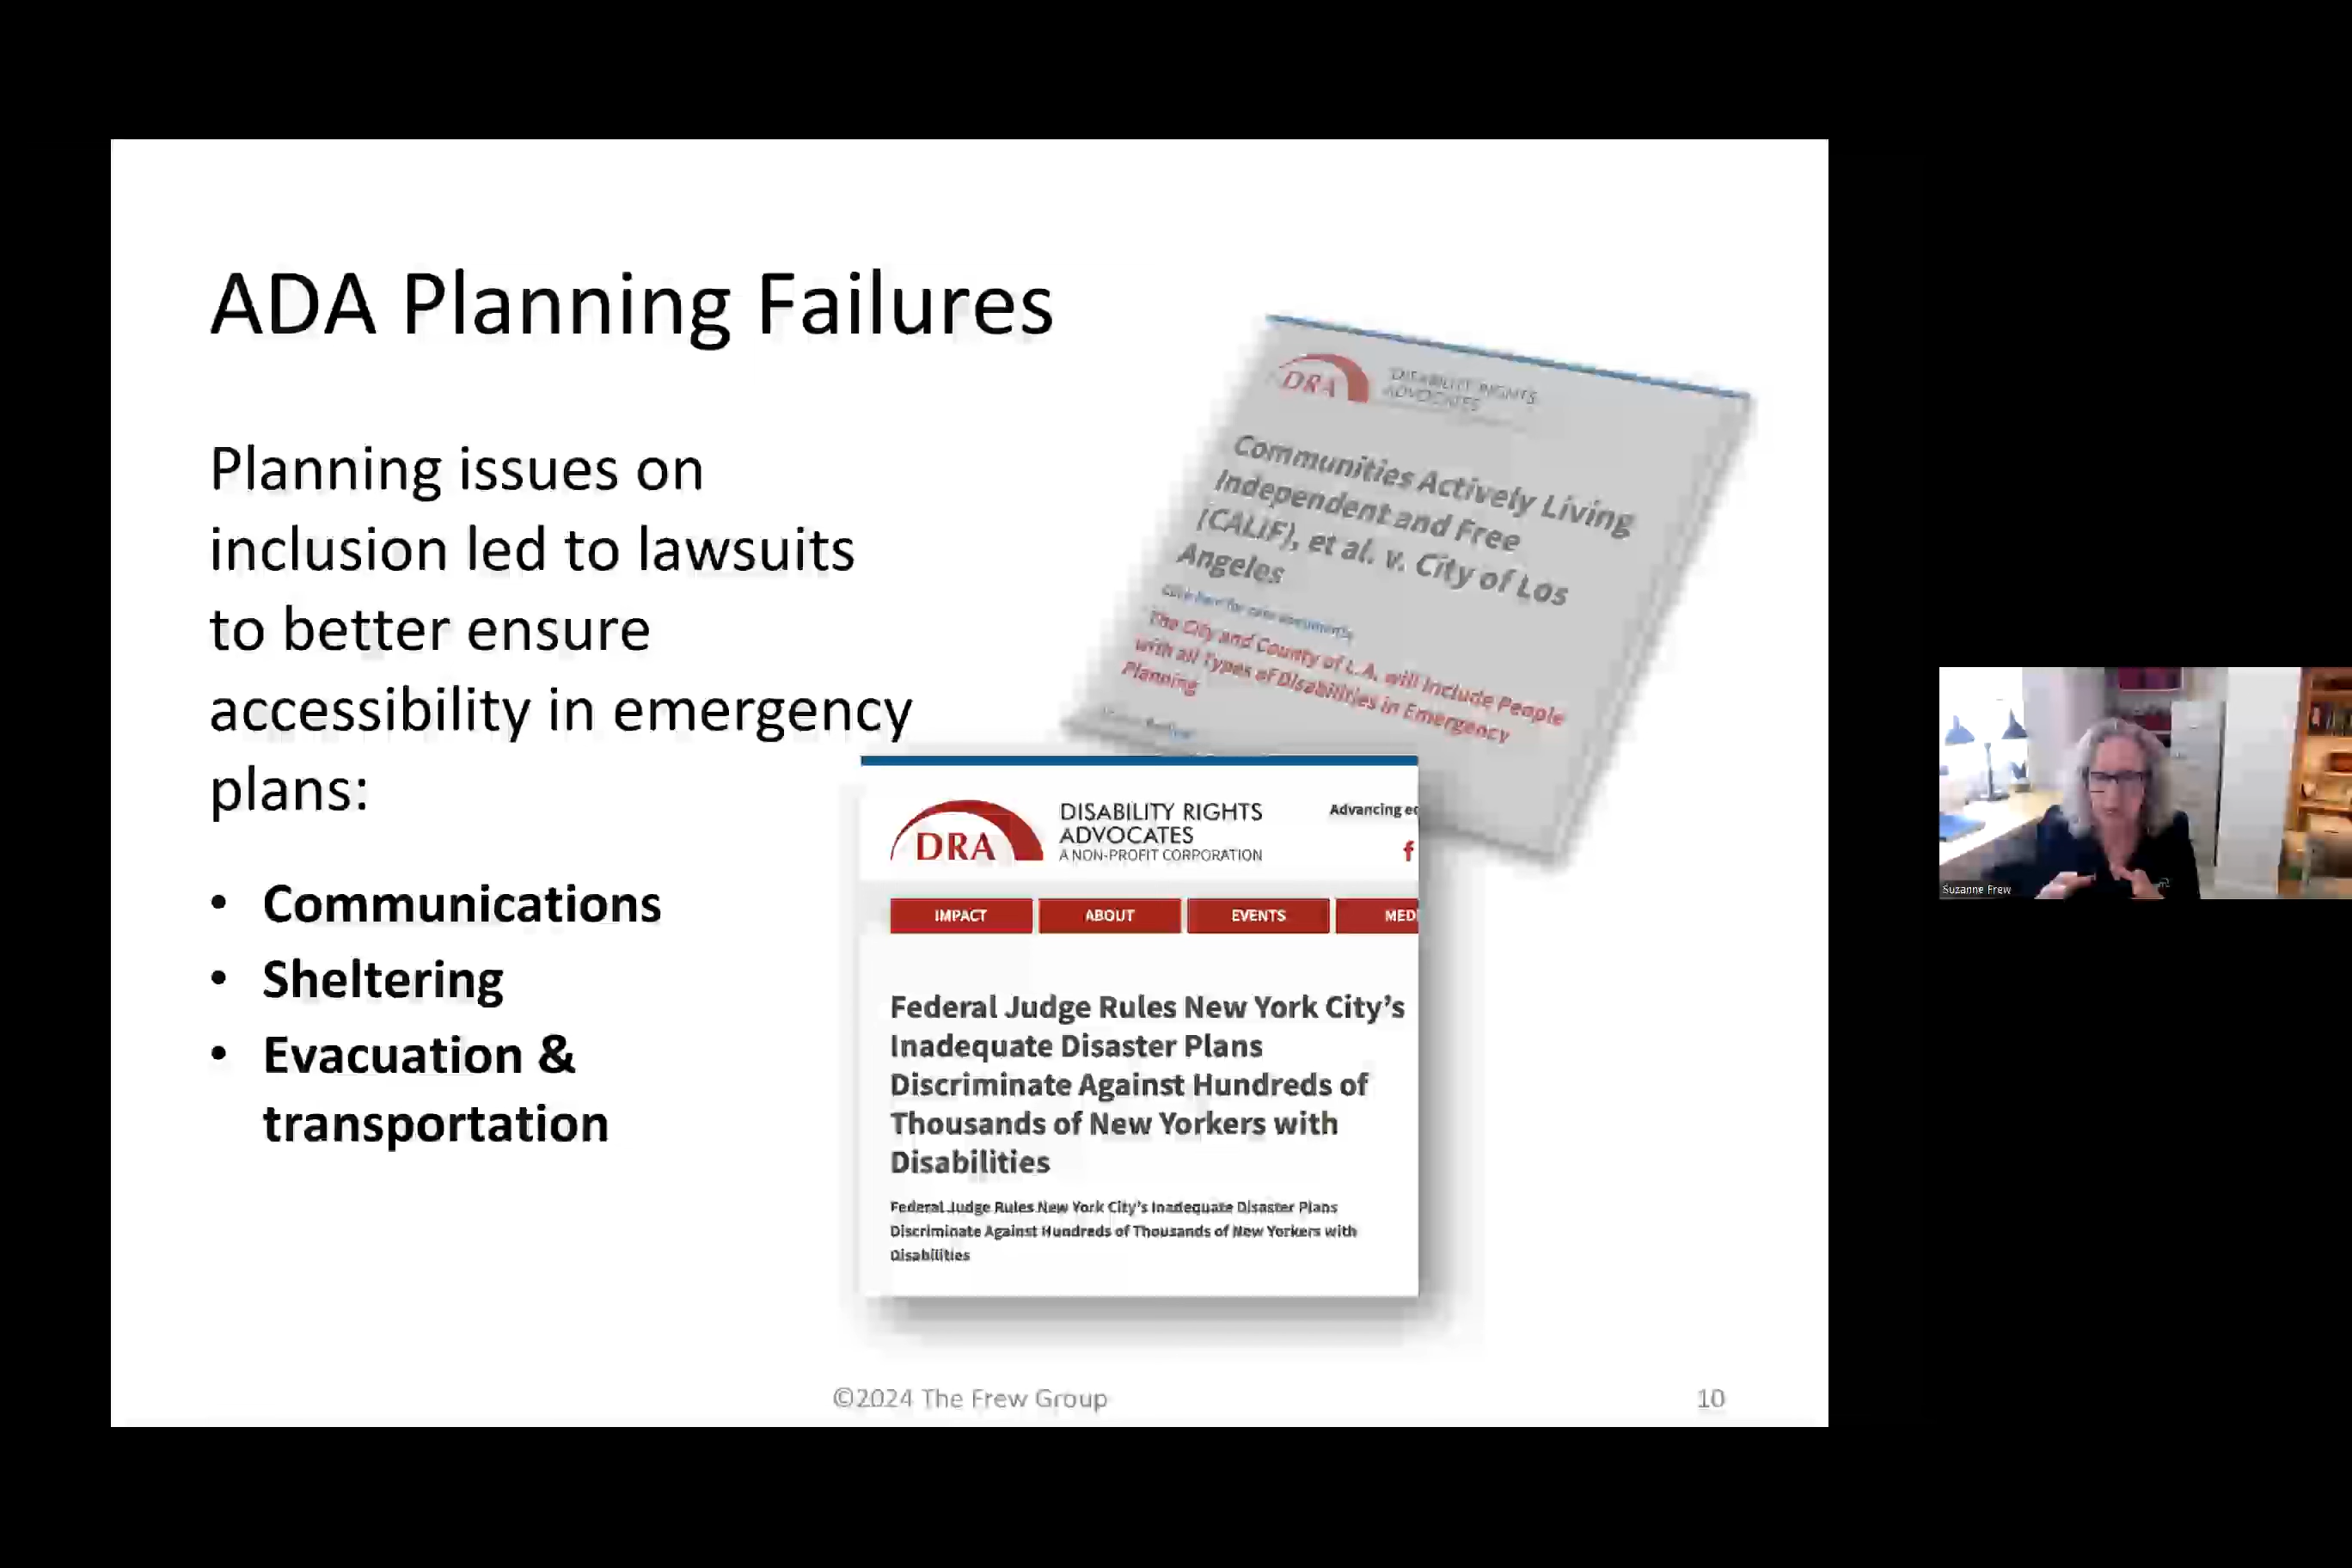 ADA Planning Failures
Planning issues on
inclusion led to lawsuits
to better ensure
accessibility in emergency
plans:
• Communications
• Sheltering
• Evacuation &
transportation
DRA
DISABILITY RIGHTS
ADVOCATES
Communities Actively Living
Independent and Free
(CALIF), et al. v. City of Los
Angeles
Click here for case documents
The City and County of L.A. will Include People
with all Types of Disabilities in Emergency
Planning
DRA
DISABILITY RIGHTS
ADVOCATES
A NON-PROFIT CORPORATION
Advancing
f
IMPACT
ABOUT
EVENTS
MEDI
Federal Judge Rules New York City's
Inadequate Disaster Plans
Discriminate Against Hundreds of
Thousands of New Yorkers with
Disabilities
Federal Judge Rules New York City's Inadequate Disaster Plans
Discriminate Against Hundreds of Thousands of New Yorkers with
Disabilities
©2024 The Frew Group
10
Suzanne Frew